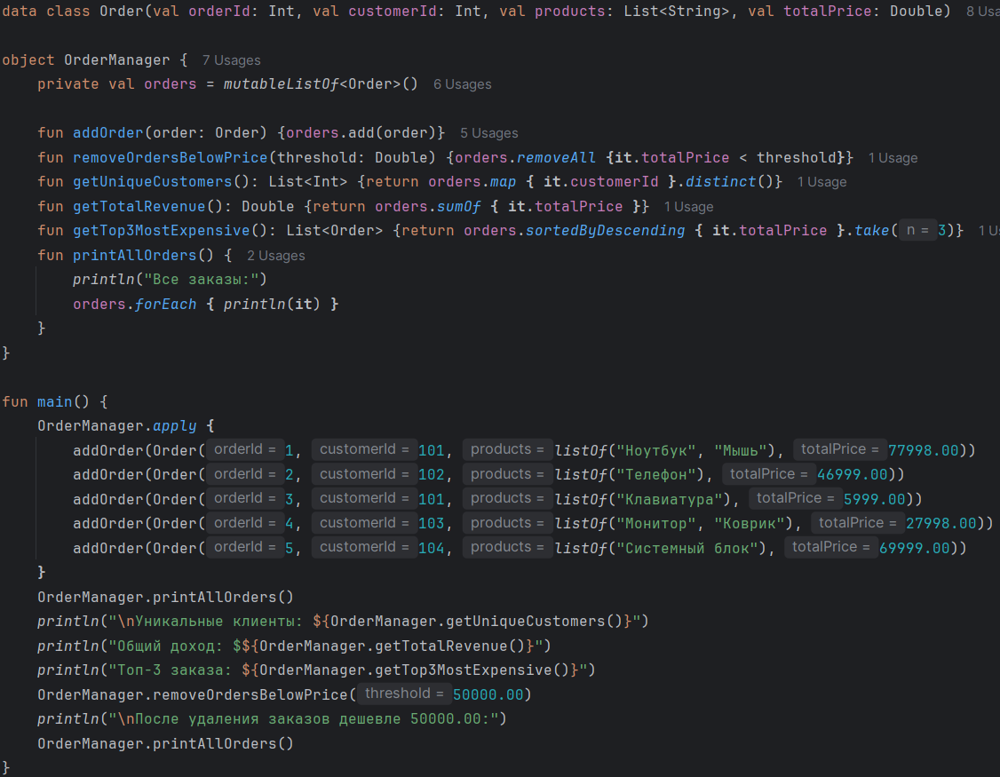 data class Order(val orderId: Int, val customerId: Int, val products: List<String>, val totalPrice: Double) 8
object OrderManager { 7 Usages
    private val orders = mutableListOf<Order>() 6 Usages
    fun addOrder(order: Order) {orders.add(order)} 5 Usages
    fun removeOrdersBelowPrice(threshold: Double) {orders.removeAll {it.totalPrice < threshold}} 1 Usage
    fun getUniqueCustomers(): List<Int> {return orders.map { it.customerId }.distinct()} 1 Usage
    fun getTotalRevenue(): Double {return orders.sumOf { it.totalPrice }} 1 Usage
    fun getTop3MostExpensive(): List<Order> {return orders.sortedByDescending { it.totalPrice }.take( n = 3)} 1
    fun printAllOrders() { 2 Usages
        println("Все заказы:")
        orders.forEach { println(it) }
    }
}
fun main() {
    OrderManager.apply {
        addOrder(Order( orderId = 1, customerId = 101, products = listOf("Ноутбук", "Мышь"), totalPrice = 77998.00))
        addOrder(Order( orderId = 2, customerId = 102, products = listOf("Телефон"), totalPrice = 46999.00))
        addOrder(Order( orderId = 3, customerId = 101, products = listOf("Клавиатура"), totalPrice = 5999.00))
        addOrder(Order( orderId = 4, customerId = 103, products = listOf("Монитор", "Коврик"), totalPrice = 27998.00))
        addOrder(Order( orderId = 5, customerId = 104, products = listOf("Системный блок"), totalPrice = 69999.00))
    }
    OrderManager.printAllOrders()
    println("\nУникальные клиенты: ${OrderManager.getUniqueCustomers()}")
    println("Общий доход: $${OrderManager.getTotalRevenue()}")
    println("Топ-3 заказа: ${OrderManager.getTop3MostExpensive()}")
    OrderManager.removeOrdersBelowPrice( threshold = 50000.00)
    println("\nПосле удаления заказов дешевле 50000.00:")
    OrderManager.printAllOrders()
}